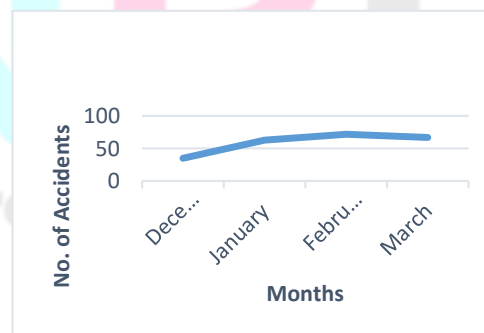 No. of Accidents
100
50
0
Dece...
January
Febru...
March
Months